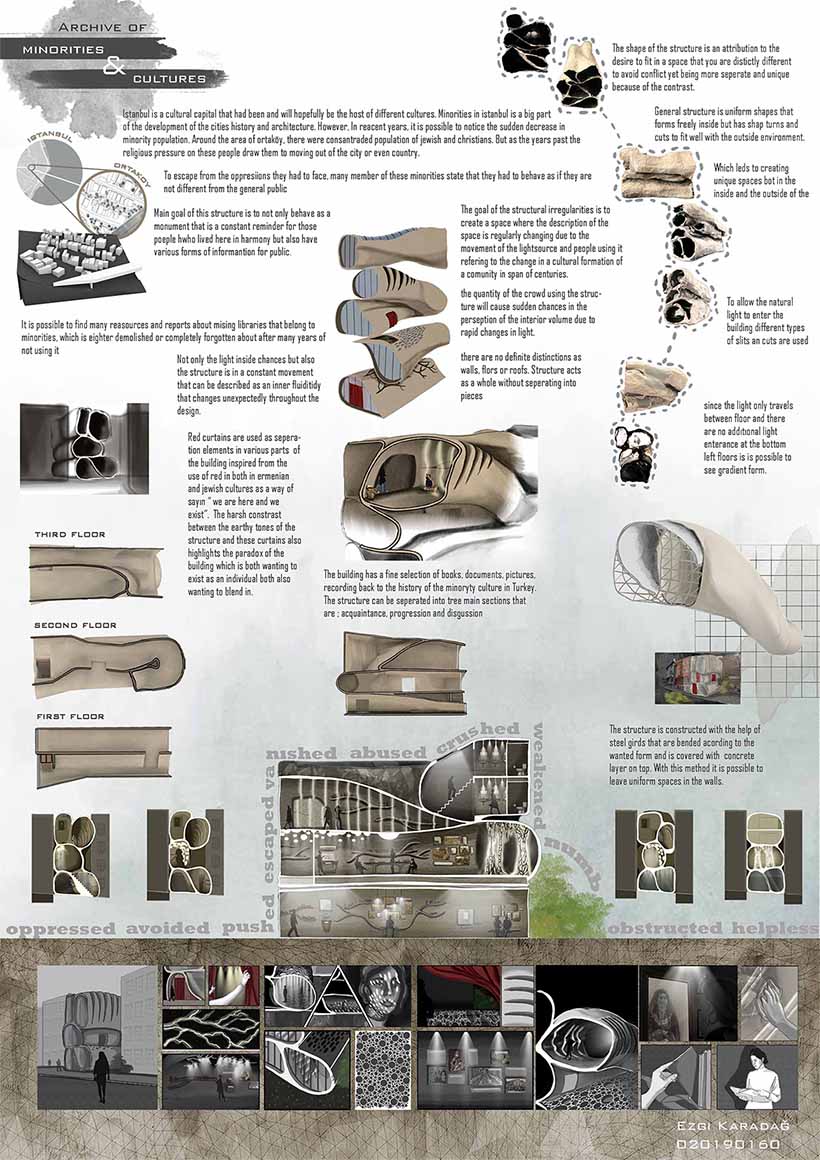 ARCHIVE OF
MINORITIES
&
CULTURES
Istanbul is a cultural capital that had been and will hopefully be the host of different cultures. Minorities in istanbul is a big part
of the development of the cities history and architecture. However, In reacent years, it is possible to notice the sudden decrease in
minority population. Around the area of ortaköy, there were consantraded population of jewish and christians. But as the years past the
religious pressure on these people draw them to moving out of the city or even country.
ISTANBUL
ORTAKÖY
To escape from the oppresiions they had to face, many member of these minorities state that they had to behave as if they are
not different from the general public
Main goal of this structure is to not only behave as a
monument that is a constant reminder for those
poeple hwho lived here in harmony but also have
various forms of informantion for public.
It is possible to find many reasources and reports about mising libraries that belong to
minorities, which is eighter demolished or completely forgotten about after many years of
not using it
Not only the light inside chances but also
the structure is in a constant movement
that can be described as an inner fluiditidy
that changes unexpectedly throughout the
design.
Red curtains are used as sepera-
tion elements in various parts of
the building inspired from the
use of red in both in ermenian
and jewish cultures as a way of
sayin " we are here and we
exist". The harsh constrast
between the earthy tones of the
structure and these curtains also
highlights the paradox of the
building which is both wanting to
exist as an individual both also
wanting to blend in.
The goal of the structural irregularities is to
create a space where the description of the
space is regularly changing due to the
movement of the lightsource and people using it
refering to the change in a cultural formation of
a comunity in span of centuries.
the quantity of the crowd using the struc-
ture will cause sudden chances in the
perseption of the interior volume due to
rapid changes in light.
there are no definite distinctions as
walls, flors or roofs. Structure acts
as a whole without seperating into
pieces
The building has a fine selection of books, documents, pictures,
recording back to the history of the minoryty culture in Turkey.
The structure can be seperated into tree main sections that
are ; acquaintance, progression and disgussion
The shape of the structure is an attribution to the
desire to fit in a space that you are distictly different
to avoid conflict yet being more seperate and unique
because of the contrast.
General structure is uniform shapes that
forms freely inside but has shap turns and
cuts to fit well with the outside environment.
Which leds to creating
unique spaces bot in the
inside and the outside of the
To allow the natural
light to enter the
building different types
of slits an cuts are used
since the light only travels
between floor and there
are no additional light
enterance at the bottom
left floors is is possible to
see gradient form.
The structure is constructed with the help of
steel girds that are bended acording to the
wanted form and is covered with concrete
layer on top. With this method it is possible to
leave uniform spaces in the walls.
THIRD FLOOR
SECOND FLOOR
FIRST FLOOR
oppressed avoided pushed escaped vanished abused crushed weakened numb obstructed helpless
EZGI KARADAĞ
020190160